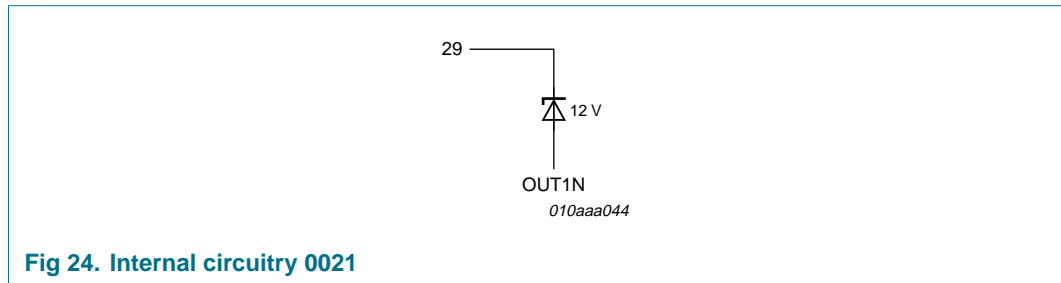 29
12 V
OUT1N
010aaa044
Fig 24. Internal circuitry 0021